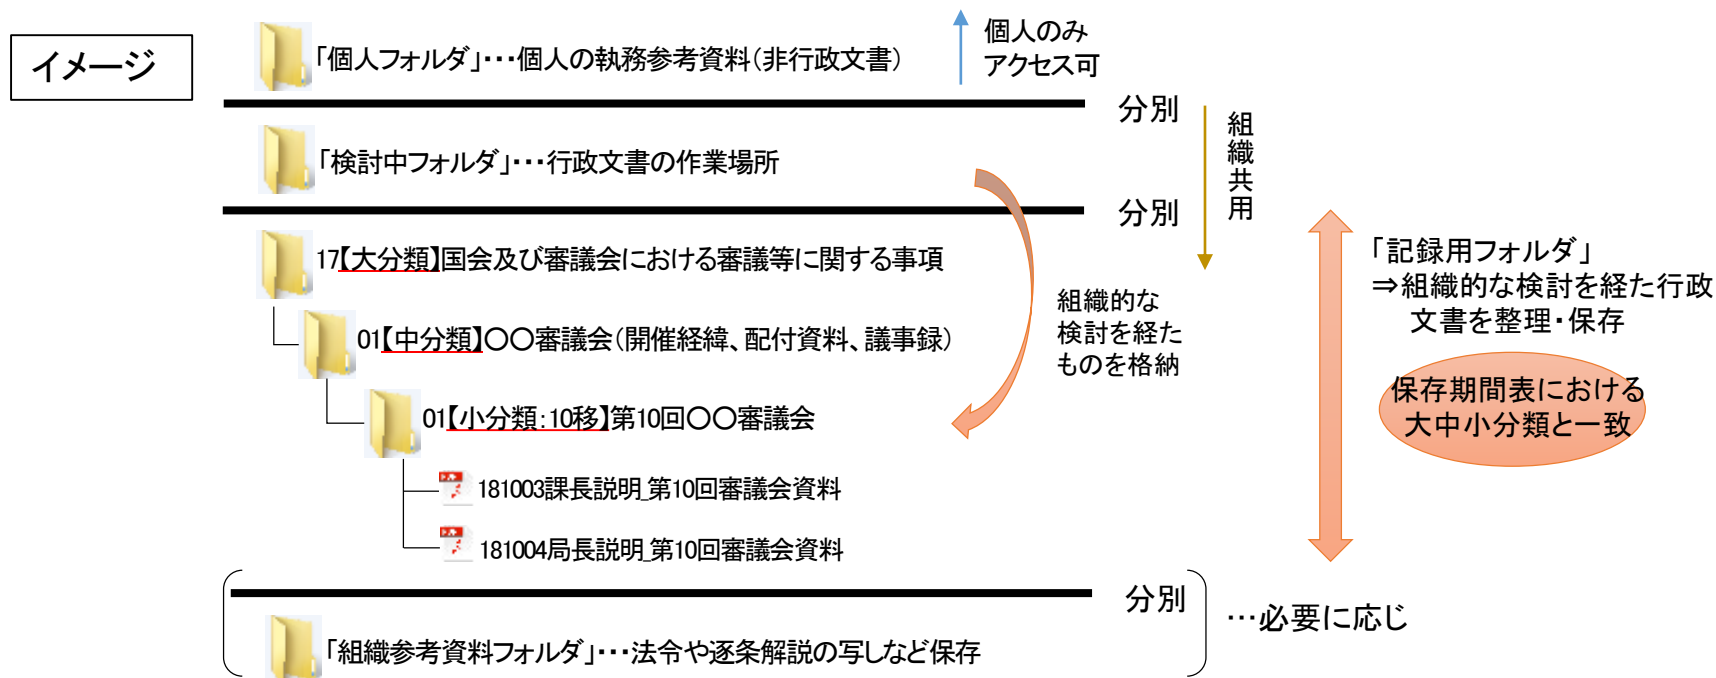 イメージ
「個人フォルダ」･･･個人の執務参考資料(非行政文書)
個人のみ
アクセス可
分別
「検討中フォルダ」･･･行政文書の作業場所
組織共用
分別
17【大分類】国会及び審議会における審議等に関する事項
01【中分類】〇〇審議会(開催経緯、配付資料、議事録)
01【小分類：10移】第10回〇〇審議会
181003課長説明_第10回審議会資料
181004局長説明_第10回審議会資料
組織的な
検討を経た
ものを格納
「記録用フォルダ」
⇒組織的な検討を経た行政
文書を整理・保存
保存期間表における
大中小分類と一致
分別
「組織参考資料フォルダ」･･･法令や逐条解説の写しなど保存
…必要に応じ